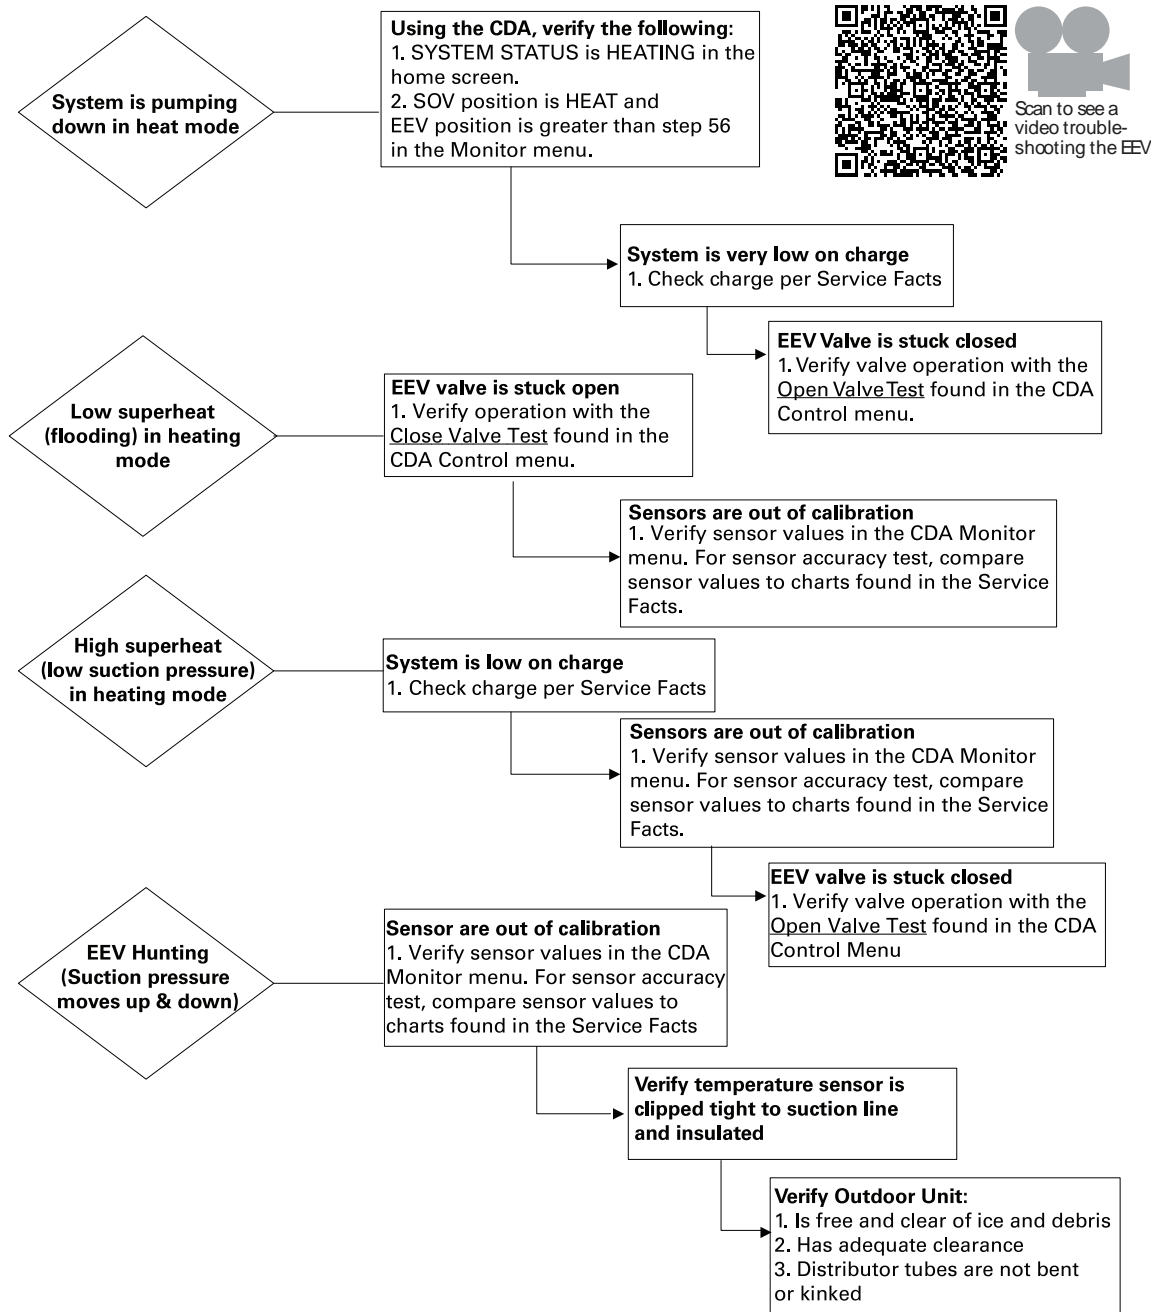 System is pumping
down in heat mode
Using the CDA, verify the following:
1. SYSTEM STATUS is HEATING in the
home screen.
2. SOV position is HEAT and
EEV position is greater than step 56
in the Monitor menu.
Scan to see a
video trouble-
shooting the EEV
System is very low on charge
1. Check charge per Service Facts
EEV Valve is stuck closed
1. Verify valve operation with the
Open Valve Test found in the CDA
Control menu.
Low superheat
(flooding) in heating
mode
EEV valve is stuck open
1. Verify operation with the
Close Valve Test found in the
CDA Control menu.
Sensors are out of calibration
1. Verify sensor values in the CDA Monitor
menu. For sensor accuracy test, compare
sensor values to charts found in the Service
Facts.
High superheat
(low suction pressure)
in heating mode
System is low on charge
1. Check charge per Service Facts
Sensors are out of calibration
1. Verify sensor values in the CDA Monitor
menu. For sensor accuracy test, compare
sensor values to charts found in the Service
Facts.
EEV valve is stuck closed
1. Verify valve operation with the
Open Valve Test found in the CDA
Control Menu
EEV Hunting
(Suction pressure
moves up & down)
Sensor are out of calibration
1. Verify sensor values in the CDA
Monitor menu. For sensor accuracy
test, compare sensor values to
charts found in the Service Facts
Verify temperature sensor is
clipped tight to suction line
and insulated
Verify Outdoor Unit:
1. Is free and clear of ice and debris
2. Has adequate clearance
3. Distributor tubes are not bent
or kinked